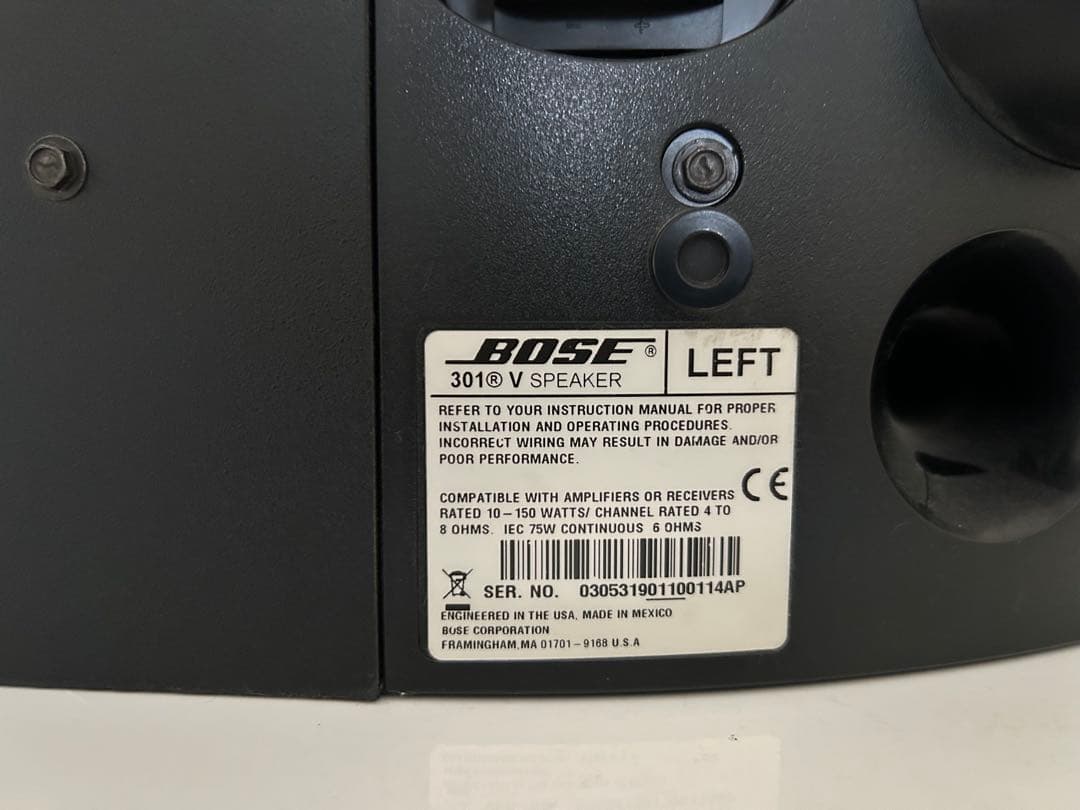 BOSE®
301® V SPEAKER
LEFT
REFER TO YOUR INSTRUCTION MANUAL FOR PROPER
INSTALLATION AND OPERATING PROCEDURES.
INCORRECT WIRING MAY RESULT IN DAMAGE AND/OR
POOR PERFORMANCE.
CE
COMPATIBLE WITH AMPLIFIERS OR RECEIVERS
RATED 10-150 WATTS/ CHANNEL RATED 4 TO
8 OHMS. IEC 75W CONTINUOUS 6 OHMS
SER. NO. 030531901100114AP
ENGINEERED IN THE USA, MADE IN MEXICO
BOSE CORPORATION
FRAMINGHAM,MA 01701-9168 U.S.A